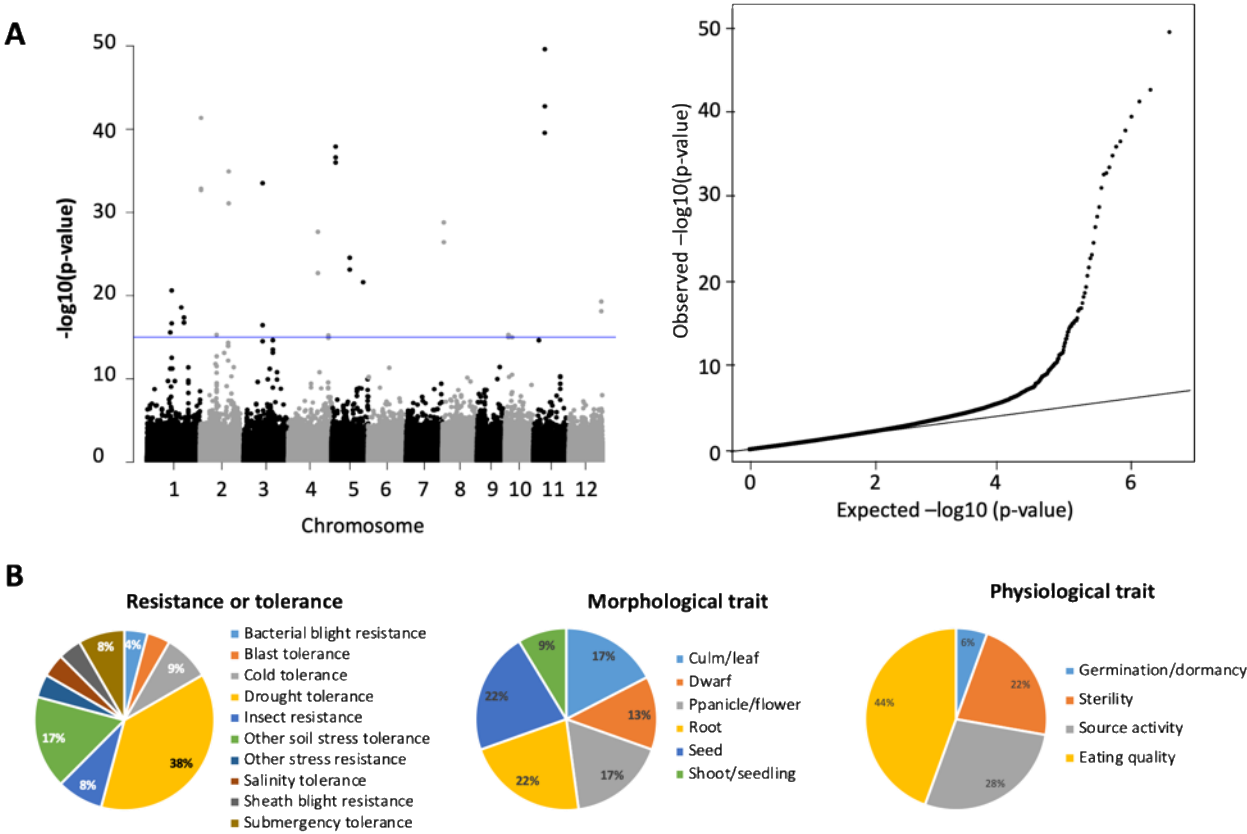 A
50
40
30
20
10
0
-log10(p-value)
1 2 3 4 5 6 7 8 9 10 11 12
Chromosome
50
40
30
20
10
0
Observed –log10(p-value)
0 2 4 6
Expected –log10 (p-value)
B
Resistance or tolerance
4%
9%
38%
8%
17%
8%
Bacterial blight resistance
Blast tolerance
Cold tolerance
Drought tolerance
Insect resistance
Other soil stress tolerance
Other stress resistance
Salinity tolerance
Sheath blight resistance
Submergency tolerance
Morphological trait
17%
13%
17%
22%
22%
9%
Culm/leaf
Dwarf
Ppanicle/flower
Root
Seed
Shoot/seedling
Physiological trait
6%
22%
28%
44%
Germination/dormancy
Sterility
Source activity
Eating quality